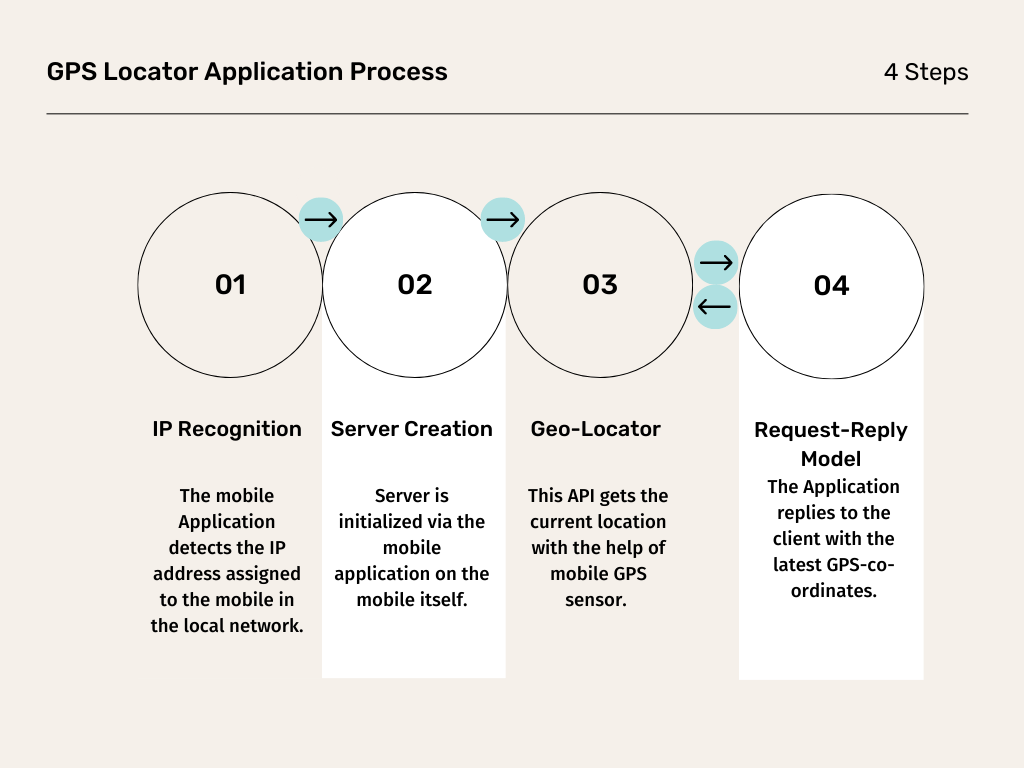 GPS Locator Application Process
4 Steps
01
02
03
04
IP Recognition
The mobile
Application
detects the IP
address assigned
to the mobile in
the local network.
Server Creation
Server is
initialized via the
mobile
application on the
mobile itself.
Geo-Locator
This API gets the
current location
with the help of
mobile GPS
sensor.
Request-Reply
Model
The Application
replies to the
client with the
latest GPS-co-
ordinates.